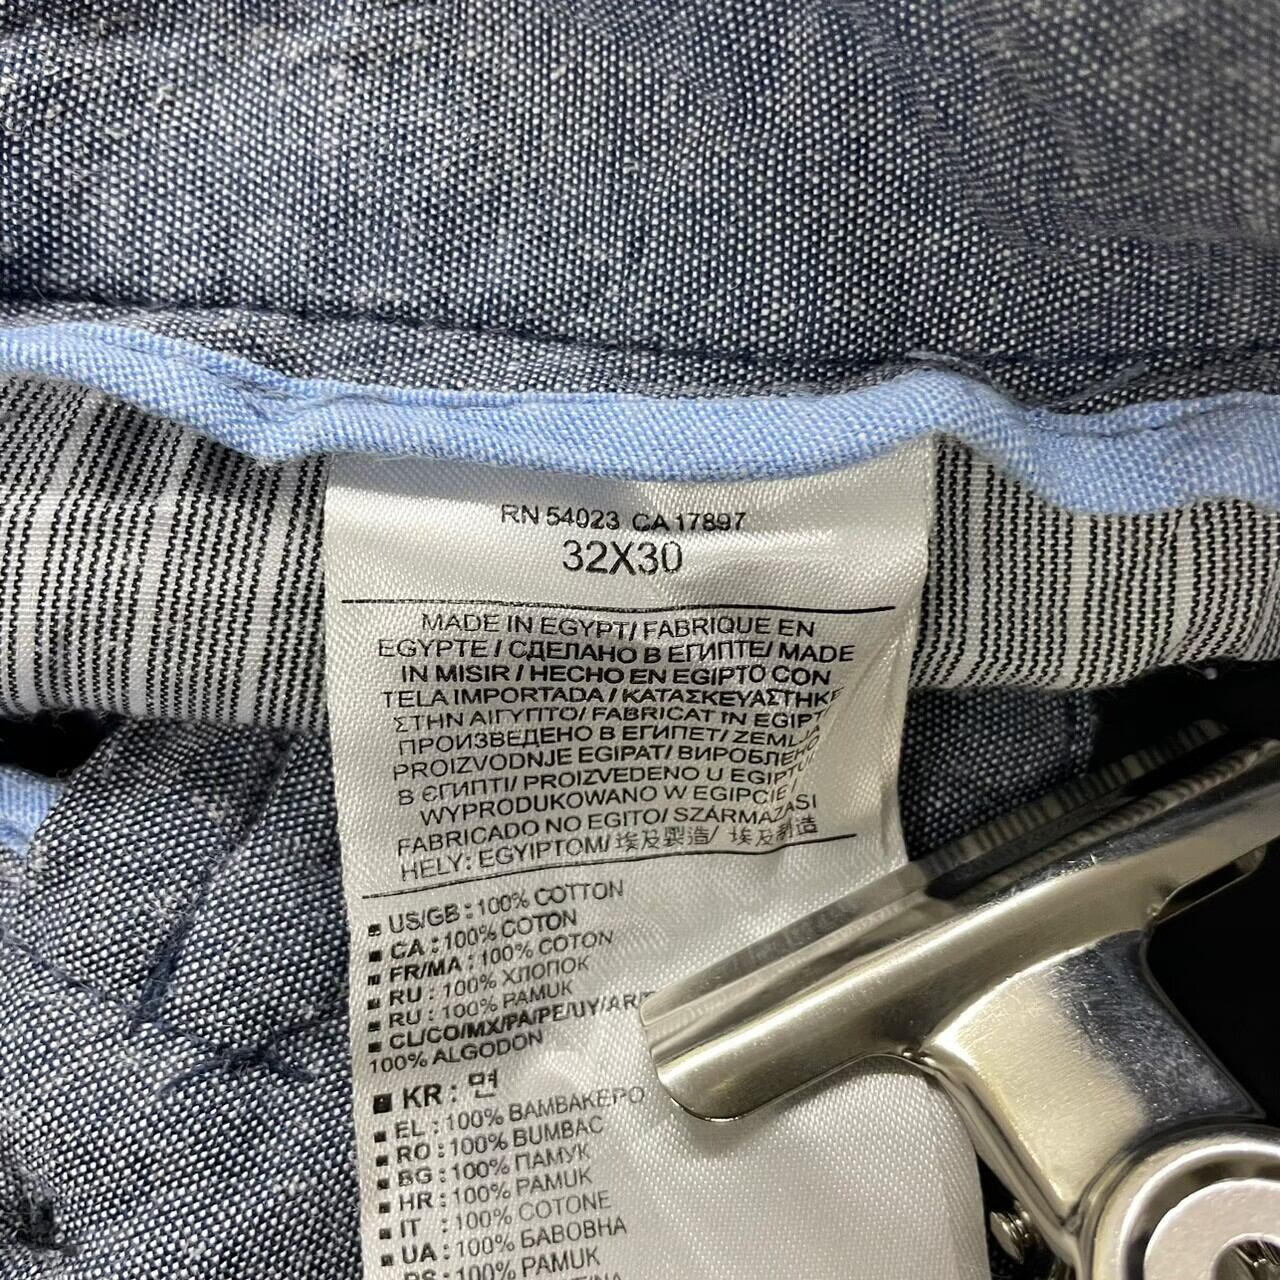 RN 54023 CA 17897
32X30
MADE IN EGYPT/ FABRIQUE EN
EGYPTE / СДЕЛАНО В ЕГИПТЕ/ MADE
IN MISIR / HECHO EN EGIPTO CON
TELA IMPORTADA / ΚΑΤΑΣΚΕΥΑΣΤΗΚΕ
ΣΤΗΝ ΑΙΓΥΠΤΟ/ FABRICAT IN EGIPT
ПРОИЗВЕДЕНО В ЕГИПЕТ/ ZEMLJA
PROIZVODNJE EGIPAT/ ВИРОБЛЕНО
В ЄГИПТІ/ PROIZVEDENO U EGIPTU/
WYPRODUKOWANO W EGIPCIE /
FABRICADO NO EGITO/ SZÁRMAZÁSI
HELY: EGYIPTOM/ 埃及製造/ 埃及制造
US/GB : 100% COTTON
CA : 100% COTON
FR/MA : 100% COTON
RU : 100% ХЛОПОК
RU : 100% PAMUK
CL/CO/MX/PA/PE/UY/AR/
100% ALGODON
KR : 면
EL : 100% ΒΑΜΒΑΚΕΡΟ
RO : 100% BUMBAC
BG : 100% ПАМУК
HR : 100% PAMUK
IT : 100% COTONE
UA : 100% БАВОВНА
RS : 100% PAMUK